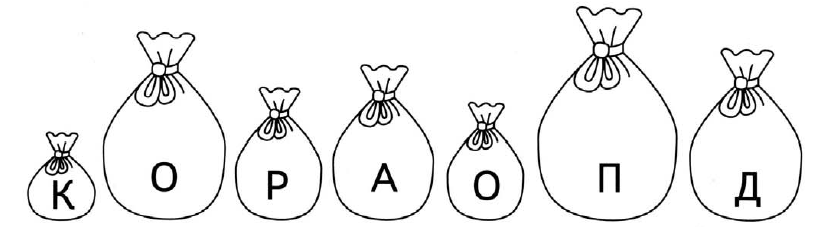 К О Р А О П Д